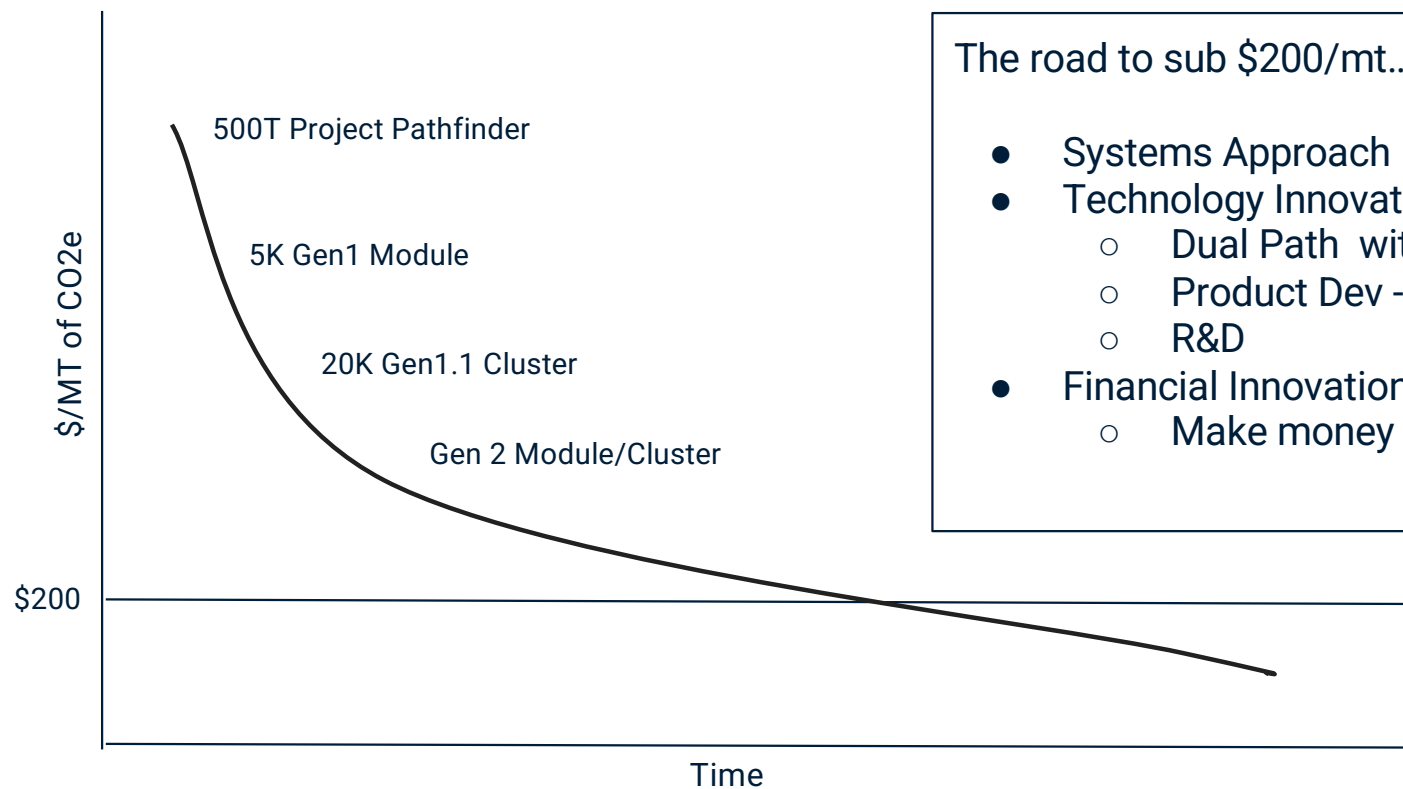 500T Project Pathfinder
5K Gen1 Module
20K Gen1.1 Cluster
Gen 2 Module/Cluster
$/MT of CO2e
$200
Time
The road to sub $200/mt..
● Systems Approach
● Technology Innovat
○ Dual Path wit
○ Product Dev -
○ R&D
● Financial Innovation
○ Make money